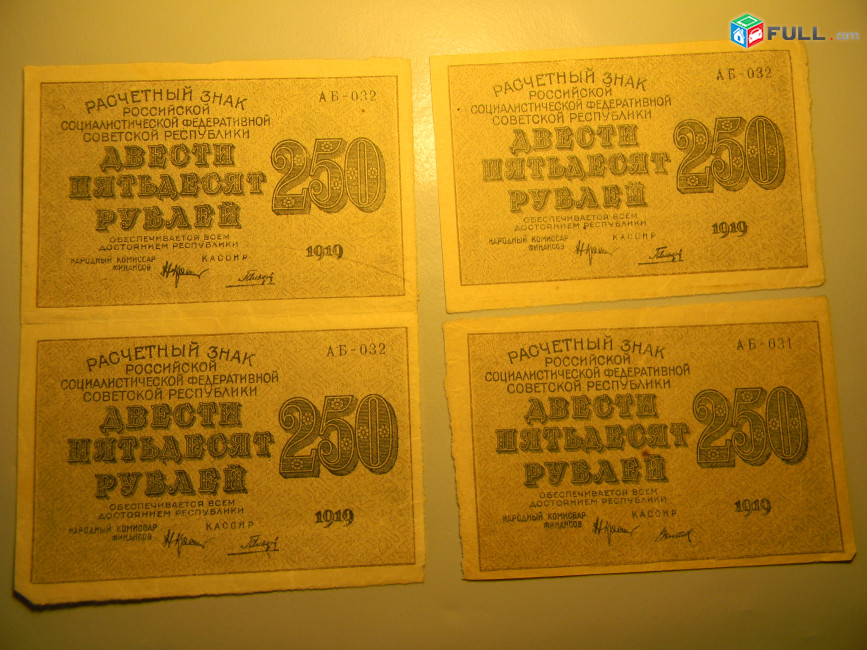 FULL.am
РАСЧЕТНЫЙ ЗНАК
АБ-032
РОССИЙСКОЙ
СОЦИАЛИСТИЧЕСКОЙ ФЕДЕРАТИВНОЙ
СОВЕТСКОЙ РЕСПУБЛИКИ
ДВЕСТИ
ПЯТЬДЕСЯТ
РУБЛЕЙ
250
ОБЕСПЕЧИВАЕТСЯ ВСЕМ
ДОСТОЯНИЕМ РЕСПУБЛИКИ
1919
НАРОДНЫЙ КОМИССАР
ФИНАНСОВ
КАССИР
РАСЧЕТНЫЙ ЗНАК
АБ-032
РОССИЙСКОЙ
СОЦИАЛИСТИЧЕСКОЙ ФЕДЕРАТИВНОЙ
СОВЕТСКОЙ РЕСПУБЛИКИ
ДВЕСТИ
ПЯТЬДЕСЯТ
РУБЛЕЙ
250
ОБЕСПЕЧИВАЕТСЯ ВСЕМ
ДОСТОЯНИЕМ РЕСПУБЛИКИ
1919
НАРОДНЫЙ КОМИССАР
ФИНАНСОВ
КАССИР
РАСЧЕТНЫЙ ЗНАК
АБ-032
РОССИЙСКОЙ
СОЦИАЛИСТИЧЕСКОЙ ФЕДЕРАТИВНОЙ
СОВЕТСКОЙ РЕСПУБЛИКИ
ДВЕСТИ
ПЯТЬДЕСЯТ
РУБЛЕЙ
250
ОБЕСПЕЧИВАЕТСЯ ВСЕМ
ДОСТОЯНИЕМ РЕСПУБЛИКИ
1919
НАРОДНЫЙ КОМИССАР
ФИНАНСОВ
КАССИР
РАСЧЕТНЫЙ ЗНАК
АБ-031
РОССИЙСКОЙ
СОЦИАЛИСТИЧЕСКОЙ ФЕДЕРАТИВНОЙ
СОВЕТСКОЙ РЕСПУБЛИКИ
ДВЕСТИ
ПЯТЬДЕСЯТ
РУБЛЕЙ
250
ОБЕСПЕЧИВАЕТСЯ ВСЕМ
ДОСТОЯНИЕМ РЕСПУБЛИКИ
1919
НАРОДНЫЙ КОМИССАР
ФИНАНСОВ
КАССИР